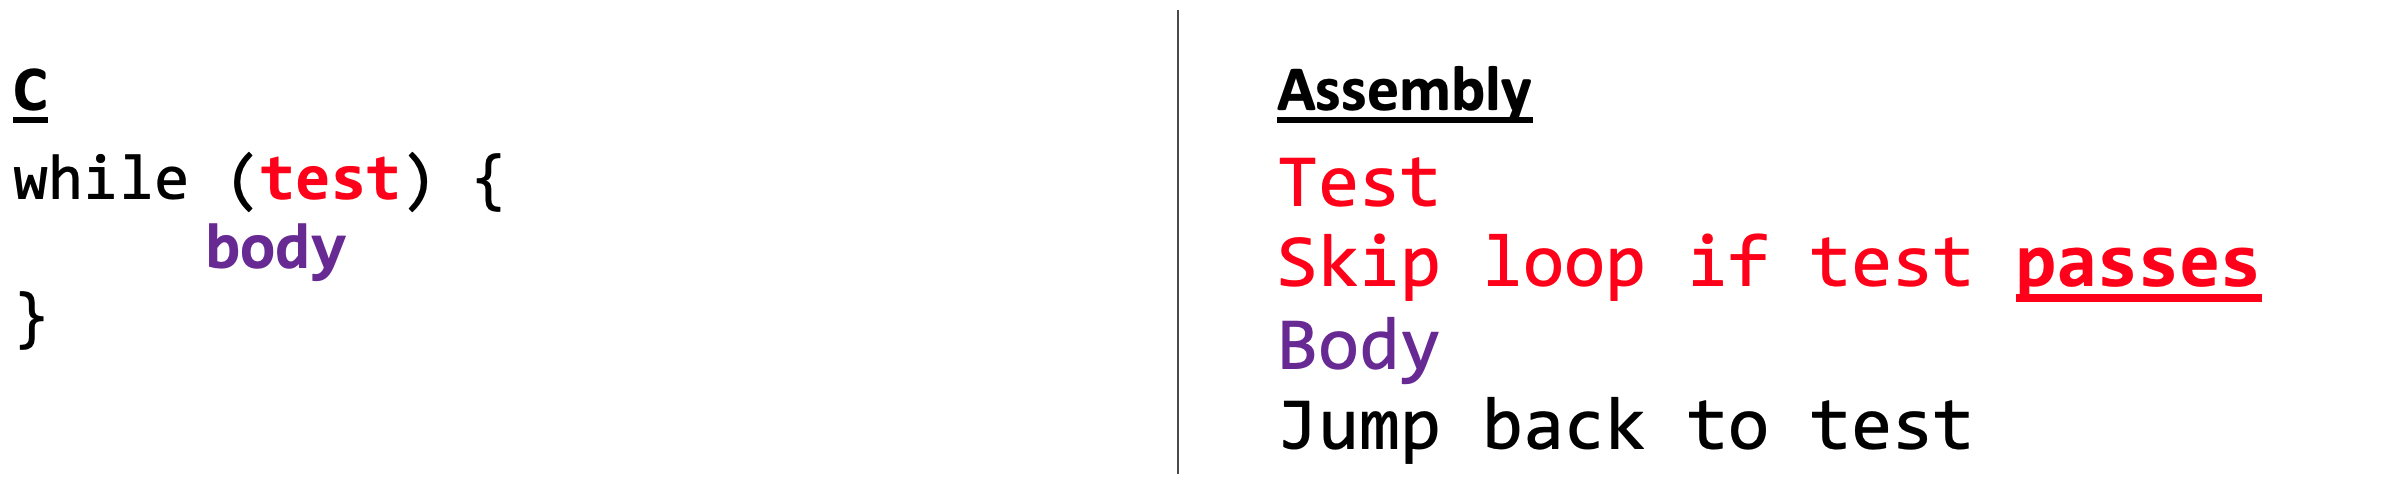 C
while (test) {
body
}
Assembly
Test
Skip loop if test passes
Body
Jump back to test